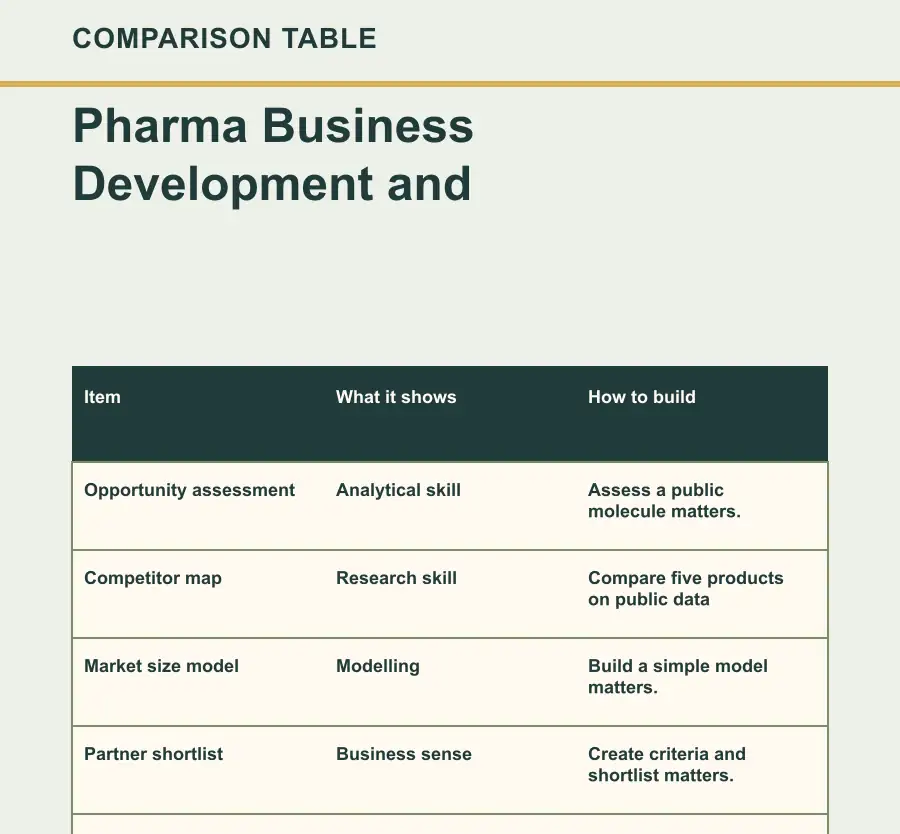 COMPARISON TABLE
Pharma Business
Development and
Item What it shows How to build
Opportunity assessment Analytical skill Assess a public
molecule matters.
Competitor map Research skill Compare five products
on public data
Market size model Modelling Build a simple model
matters.
Partner shortlist Business sense Create criteria and
shortlist matters.